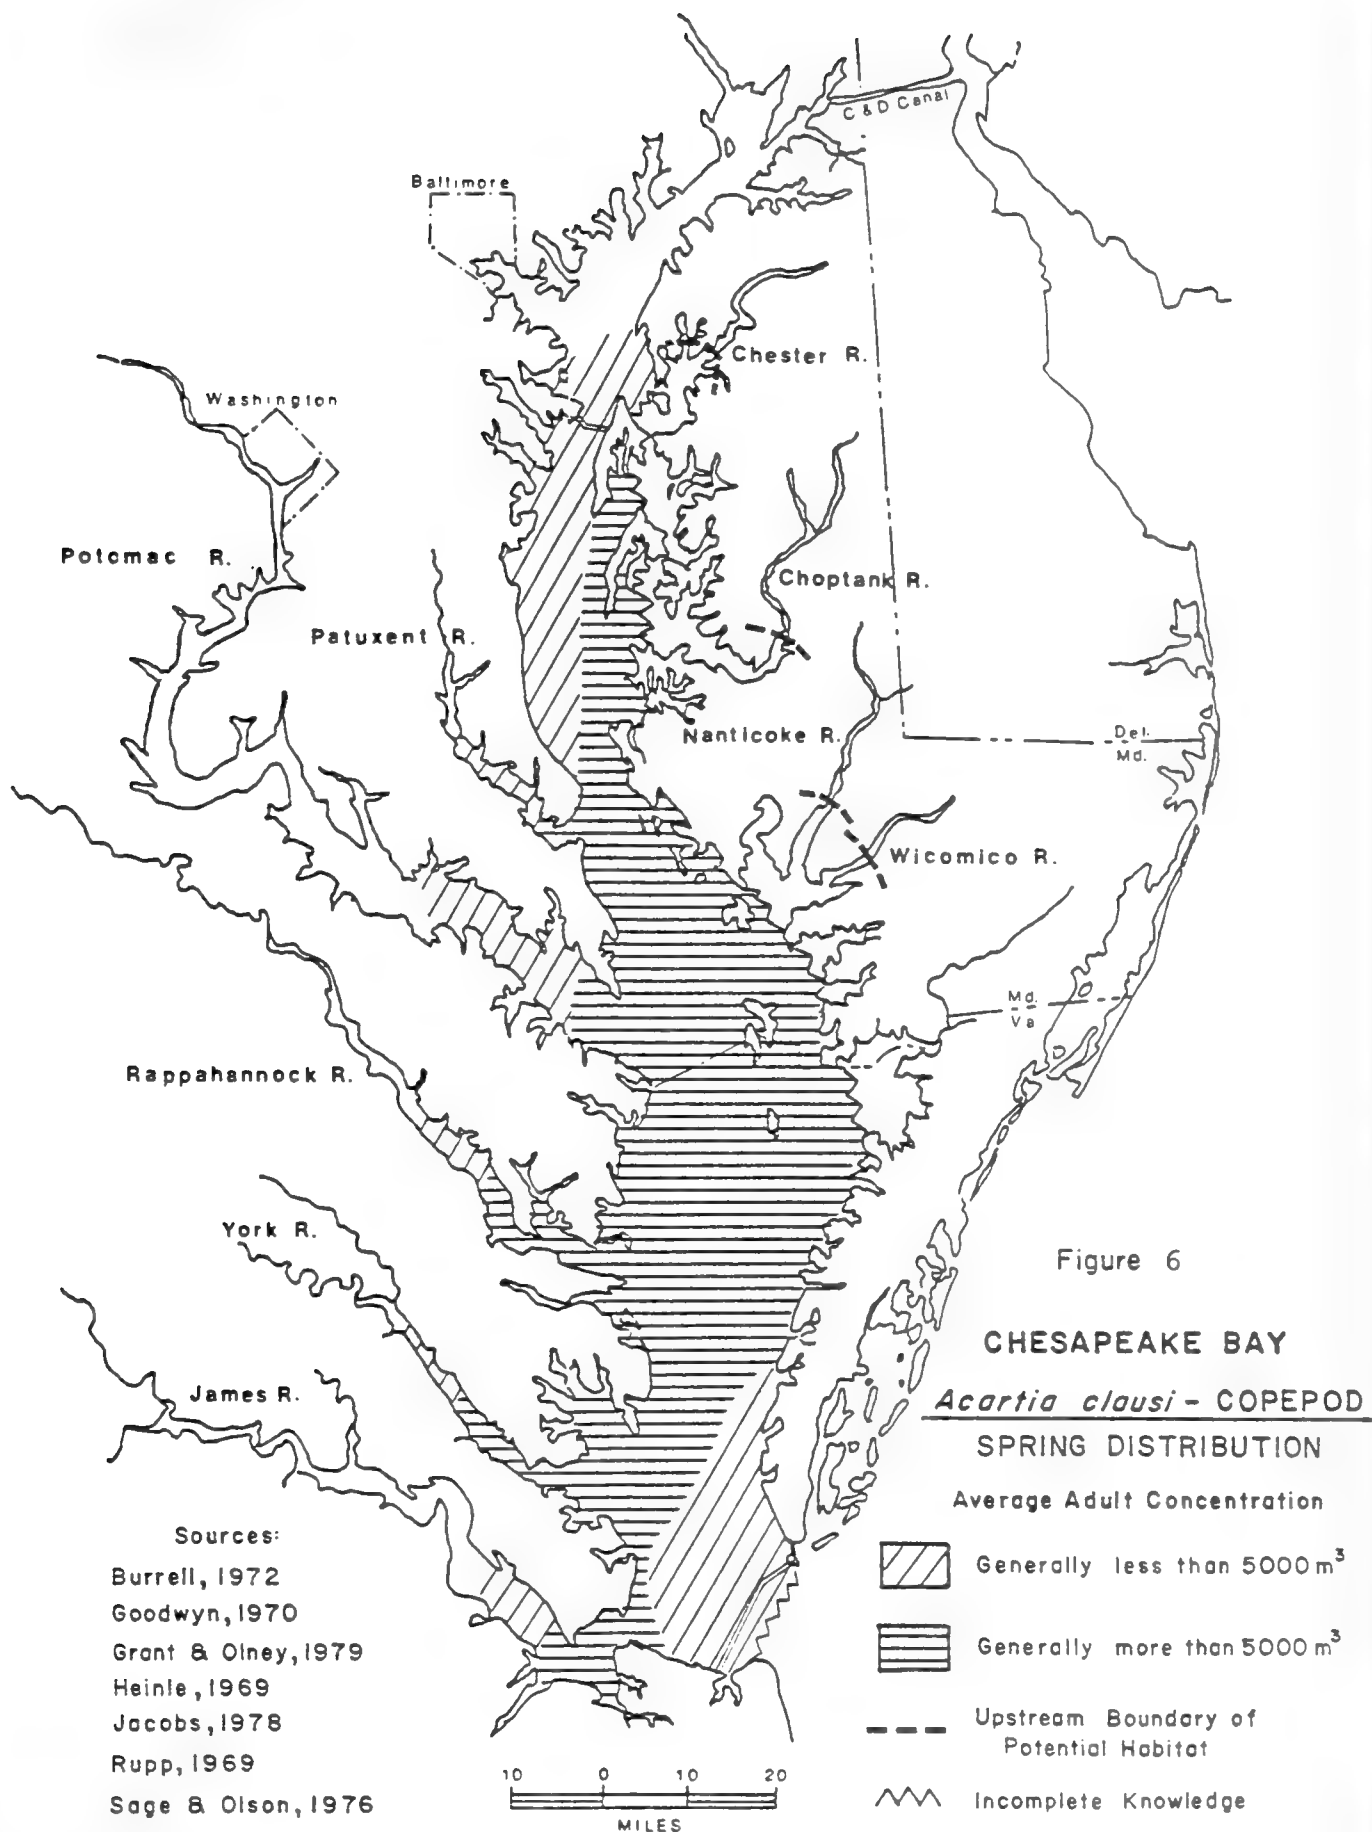 C & D Canal
Baltimore
Chester R.
Washington
Potomac R.
Choptank R.
Patuxent R.
Nanticoke R.
Del.
Md.
Wicomico R.
Md.
Va
Rappahannock R.
York R.
James R.
Figure 6
CHESAPEAKE BAY
Acartia clausi - COPEPOD
SPRING DISTRIBUTION
Average Adult Concentration
Generally less than 5000 m³
Generally more than 5000 m³
Upstream Boundary of
Potential Habitat
Incomplete Knowledge
Sources:
Burrell, 1972
Goodwyn, 1970
Grant & Olney, 1979
Heinle, 1969
Jacobs, 1978
Rupp, 1969
Sage & Olson, 1976
10 0 10 20
MILES